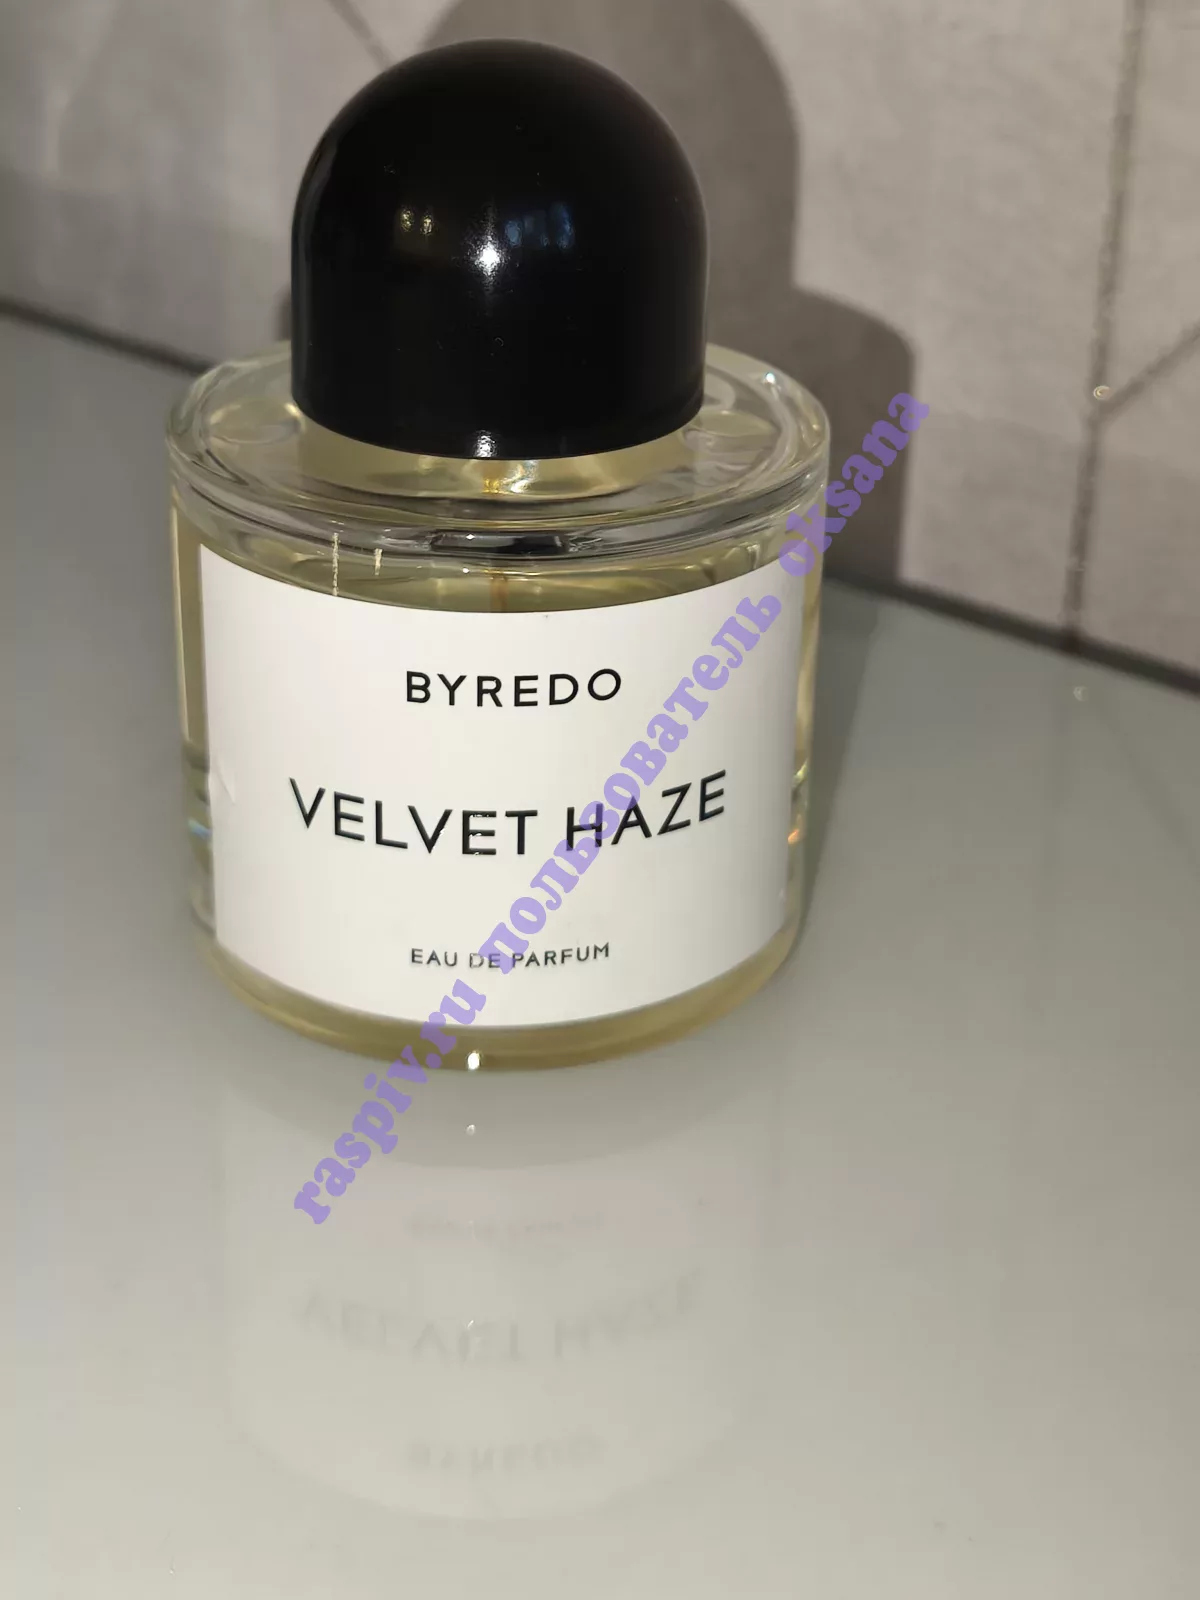 BYREDO
VELVET HAZE
EAU DE PARFUM
raspiv.ru пользователь oksana